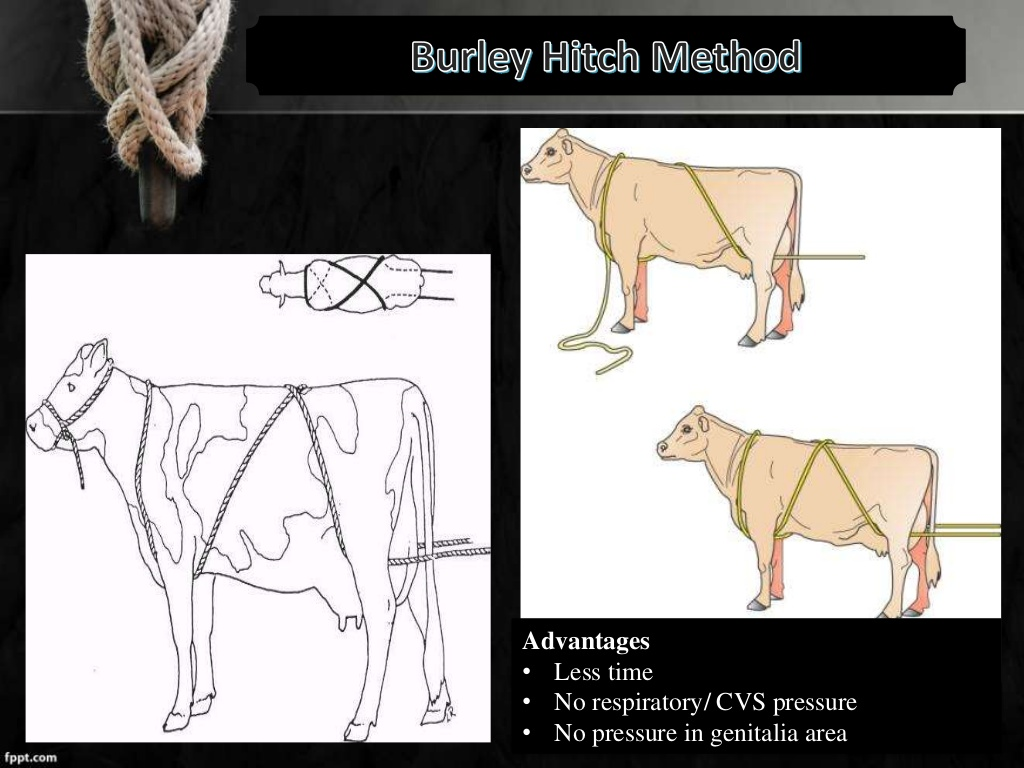 Burley Hitch Method
Advantages
• Less time
• No respiratory/ CVS pressure
• No pressure in genitalia area
fppt.com